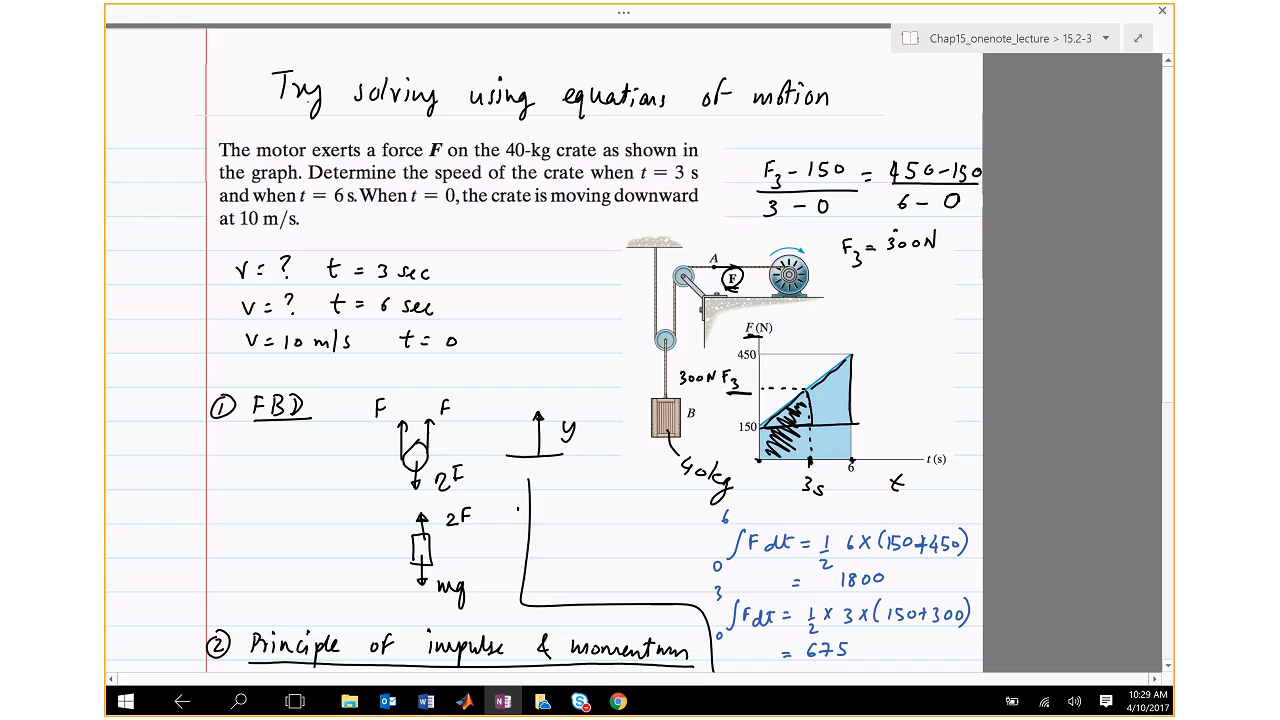 Chap15_onenote_lecture > 15.2-3
Try solving using equations of motion
The motor exerts a force F on the 40-kg crate as shown in
the graph. Determine the speed of the crate when t = 3 s
and when t = 6 s. When t = 0, the crate is moving downward
at 10 m/s.
F₃ - 150 = 450-150
3 - 0 6 - 0
F₃ = 300N
v = ? t = 3 sec
v = ? t = 6 sec
v = 10 m/s t = 0
A
F
F (N)
450
300N F₃
B
150
t (s)
6
40kg
3s
t
① FBD
F F
y
2F
2F
mg
6
∫F dt = 1/2 6 × (150+450)
0
= 1800
3
∫Fdt = 1/2 × 3 × (150+300)
0
= 675
② Principle of impulse & momentum
10:29 AM
4/10/2017